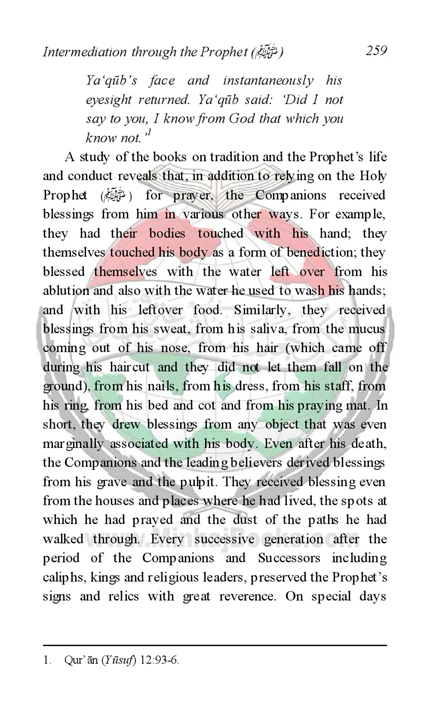 Intermediation through the Prophet (ﷺ) 259
Ya‘qūb’s face and instantaneously his
eyesight returned. Ya‘qūb said: ‘Did I not
say to you, I know from God that which you
know not.’1
A study of the books on tradition and the Prophet’s life
and conduct reveals that, in addition to relying on the Holy
Prophet (ﷺ) for prayer, the Companions received
blessings from him in various other ways. For example,
they had their bodies touched with his hand; they
themselves touched his body as a form of benediction; they
blessed themselves with the water left over from his
ablution and also with the water he used to wash his hands;
and with his leftover food. Similarly, they received
blessings from his sweat, from his saliva, from the mucus
coming out of his nose, from his hair (which came off
during his haircut and they did not let them fall on the
ground), from his nails, from his dress, from his staff, from
his ring, from his bed and cot and from his praying mat. In
short, they drew blessings from any object that was even
marginally associated with his body. Even after his death,
the Companions and the leading believers derived blessings
from his grave and the pulpit. They received blessing even
from the houses and places where he had lived, the spots at
which he had prayed and the dust of the paths he had
walked through. Every successive generation after the
www.MinhajBooks.com
period of the Companions and Successors including
caliphs, kings and religious leaders, preserved the Prophet’s
signs and relics with great reverence. On special days
1. Qur’ān (Yūsuf) 12:93-6.